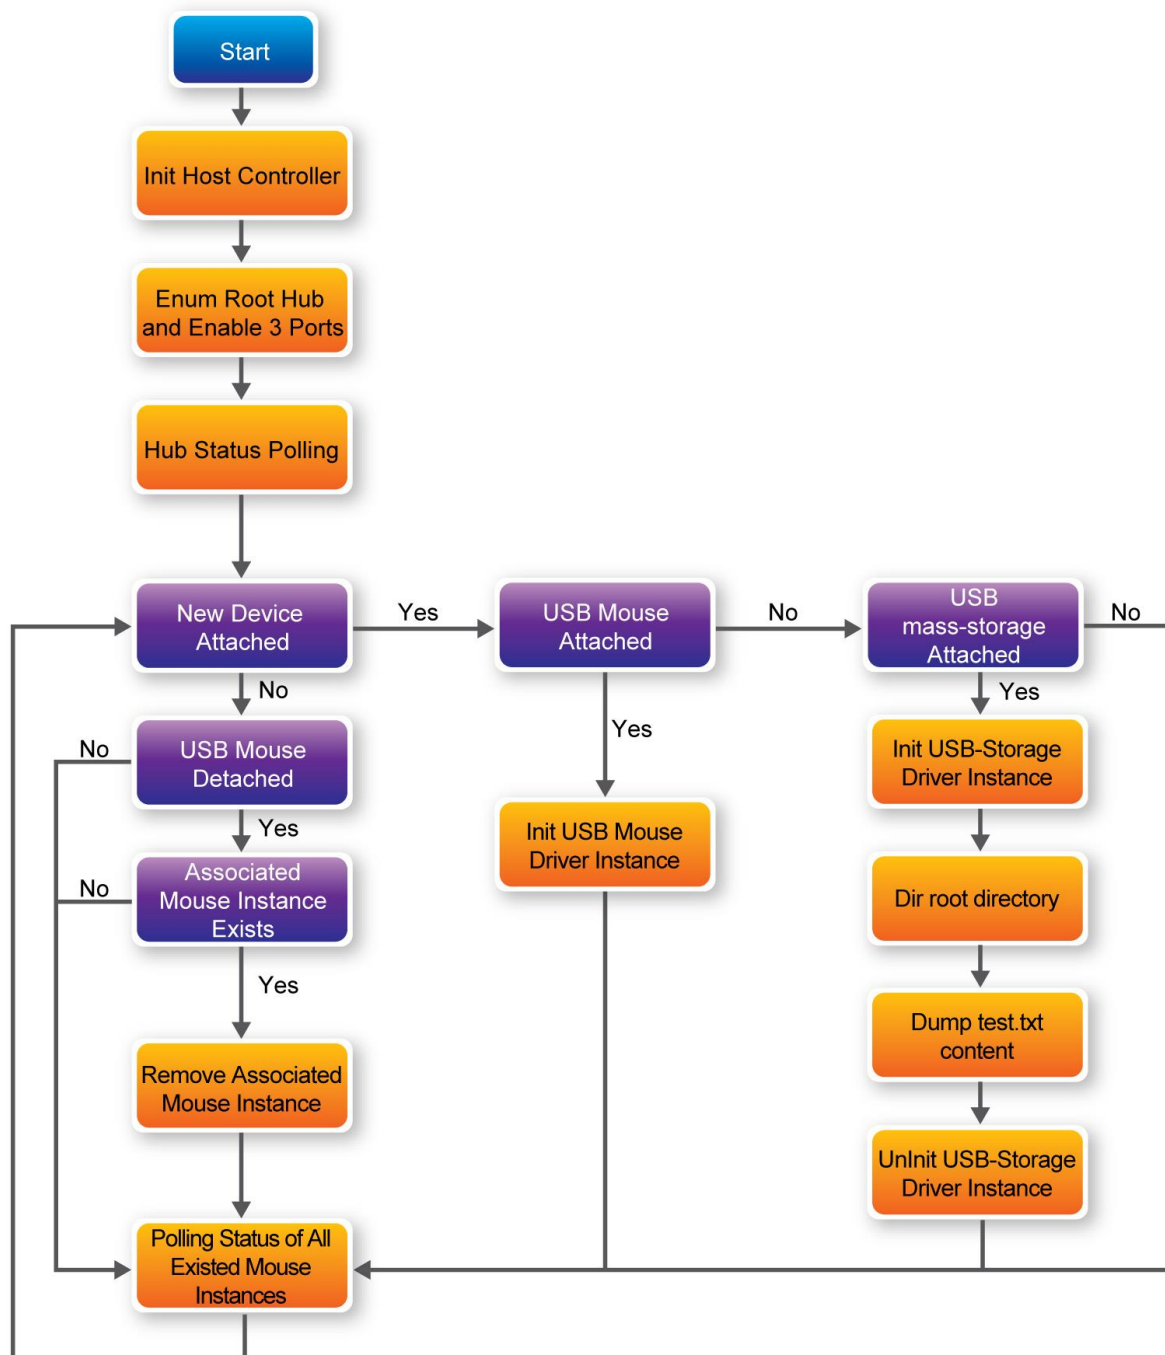 Start
Init Host Controller
Enum Root Hub
and Enable 3 Ports
Hub Status Polling
New Device
Attached
Yes
USB Mouse
Attached
No
USB
mass-storage
Attached
No
No
Yes
Yes
No
USB Mouse
Detached
Init USB-Storage
Driver Instance
Yes
Init USB Mouse
Driver Instance
No
Associated
Mouse Instance
Exists
Dir root directory
Yes
Dump test.txt
content
Remove Associated
Mouse Instance
UnInit USB-Storage
Driver Instance
Polling Status of All
Existed Mouse
Instances